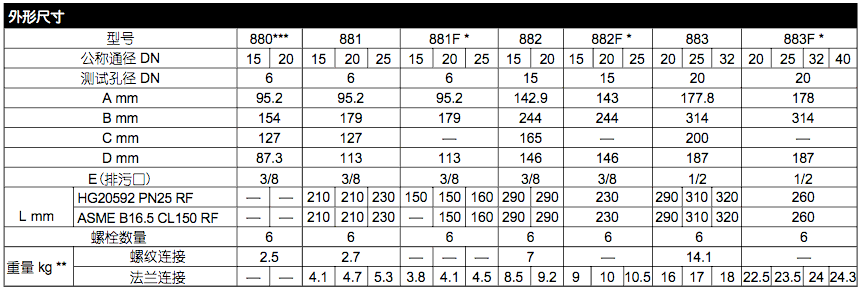 外形尺寸
型号 880*** 881 881F * 882 882F * 883 883F *
公称通径 DN 15 20 15 20 25 15 20 25 15 20 15 20 25 20 25 32 20 25 32 40
测试孔径 DN 6 6 6 15 15 20 20
A mm 95.2 95.2 95.2 142.9 143 177.8 178
B mm 154 179 179 244 244 314 314
C mm 127 127 — 165 — 200 —
D mm 87.3 113 113 146 146 187 187
E (排污口) 3/8 3/8 3/8 3/8 3/8 1/2 1/2
L mm
HG20592 PN25 RF — — 210 210 230 150 150 160 290 290 230 290 310 320 260
ASME B16.5 CL150 RF — — 210 210 230 — 150 160 290 290 230 290 310 320 260
螺栓数量 6 6 6 6 6 6 6
重量 kg **
螺纹连接 2.5 2.7 — — — 7 — 14.1 —
法兰连接 — — 4.1 4.7 5.3 3.8 4.1 4.5 8.5 9.2 9 10 10.5 16 17 18 22.5 23.5 24 24.3